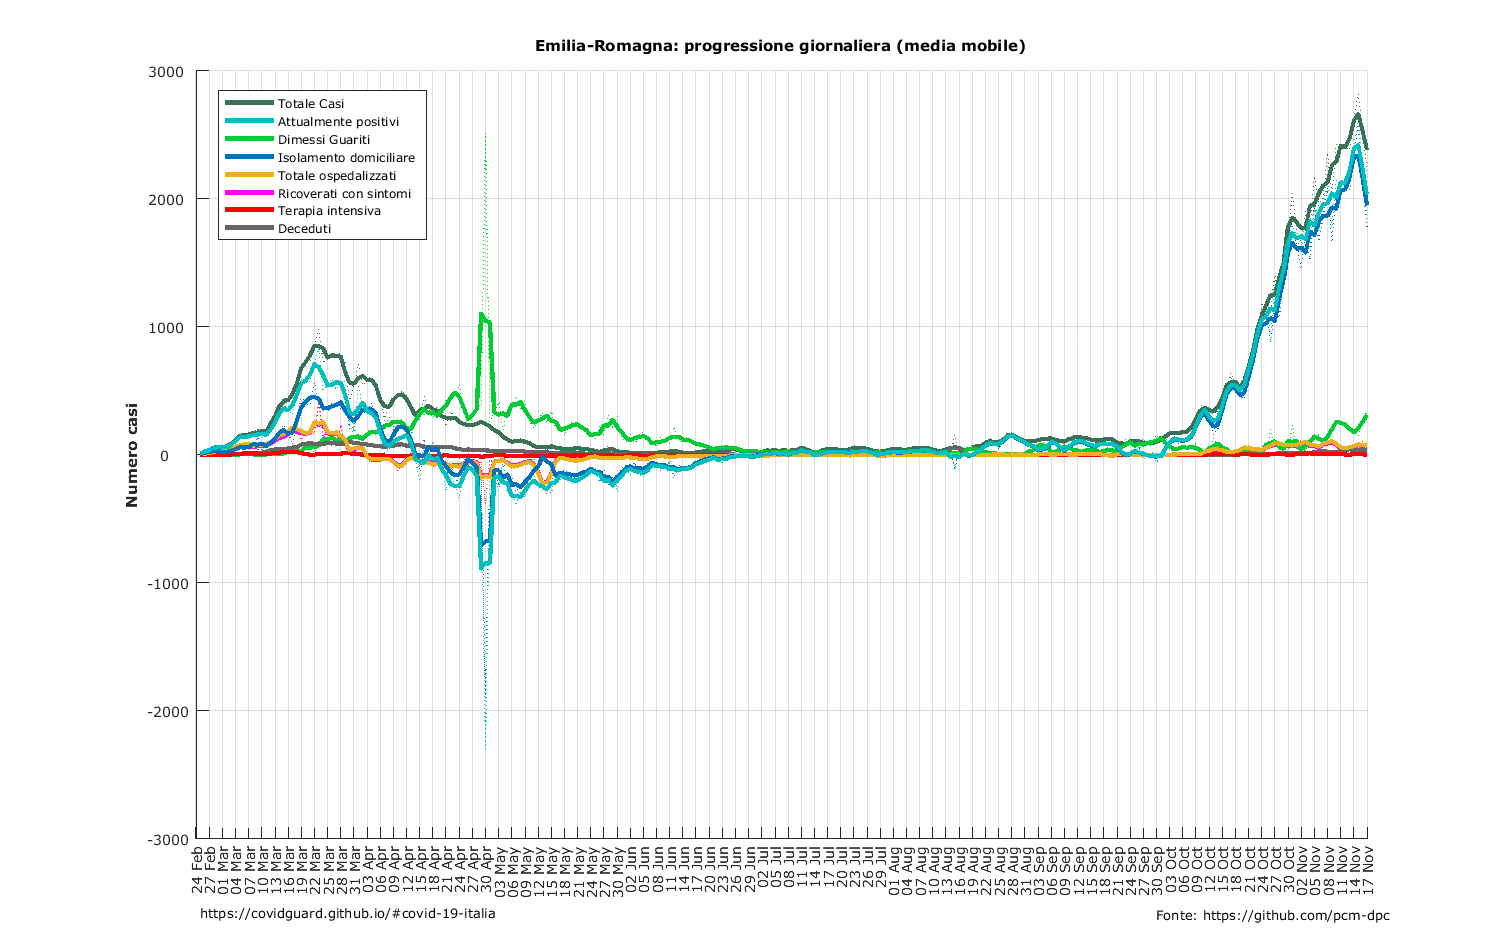 Emilia-Romagna: progressione giornaliera (media mobile)
3000
2000
1000
0
-1000
-2000
-3000
Numero casi
Totale Casi
Attualmente positivi
Dimessi Guariti
Isolamento domiciliare
Totale ospedalizzati
Ricoverati con sintomi
Terapia intensiva
Deceduti
24 Feb
27 Feb
01 Mar
04 Mar
07 Mar
10 Mar
13 Mar
16 Mar
19 Mar
22 Mar
25 Mar
28 Mar
31 Mar
03 Apr
06 Apr
09 Apr
12 Apr
15 Apr
18 Apr
21 Apr
24 Apr
27 Apr
30 Apr
03 May
06 May
09 May
12 May
15 May
18 May
21 May
24 May
27 May
30 May
02 Jun
05 Jun
08 Jun
11 Jun
14 Jun
17 Jun
20 Jun
23 Jun
26 Jun
29 Jun
02 Jul
05 Jul
08 Jul
11 Jul
14 Jul
17 Jul
20 Jul
23 Jul
26 Jul
29 Jul
01 Aug
04 Aug
07 Aug
10 Aug
13 Aug
16 Aug
19 Aug
22 Aug
25 Aug
28 Aug
31 Aug
03 Sep
06 Sep
09 Sep
12 Sep
15 Sep
18 Sep
21 Sep
24 Sep
27 Sep
30 Sep
03 Oct
06 Oct
09 Oct
12 Oct
15 Oct
18 Oct
21 Oct
24 Oct
27 Oct
30 Oct
02 Nov
05 Nov
08 Nov
11 Nov
14 Nov
17 Nov
https://covidguard.github.io/#covid-19-italia
Fonte: https://github.com/pcm-dpc